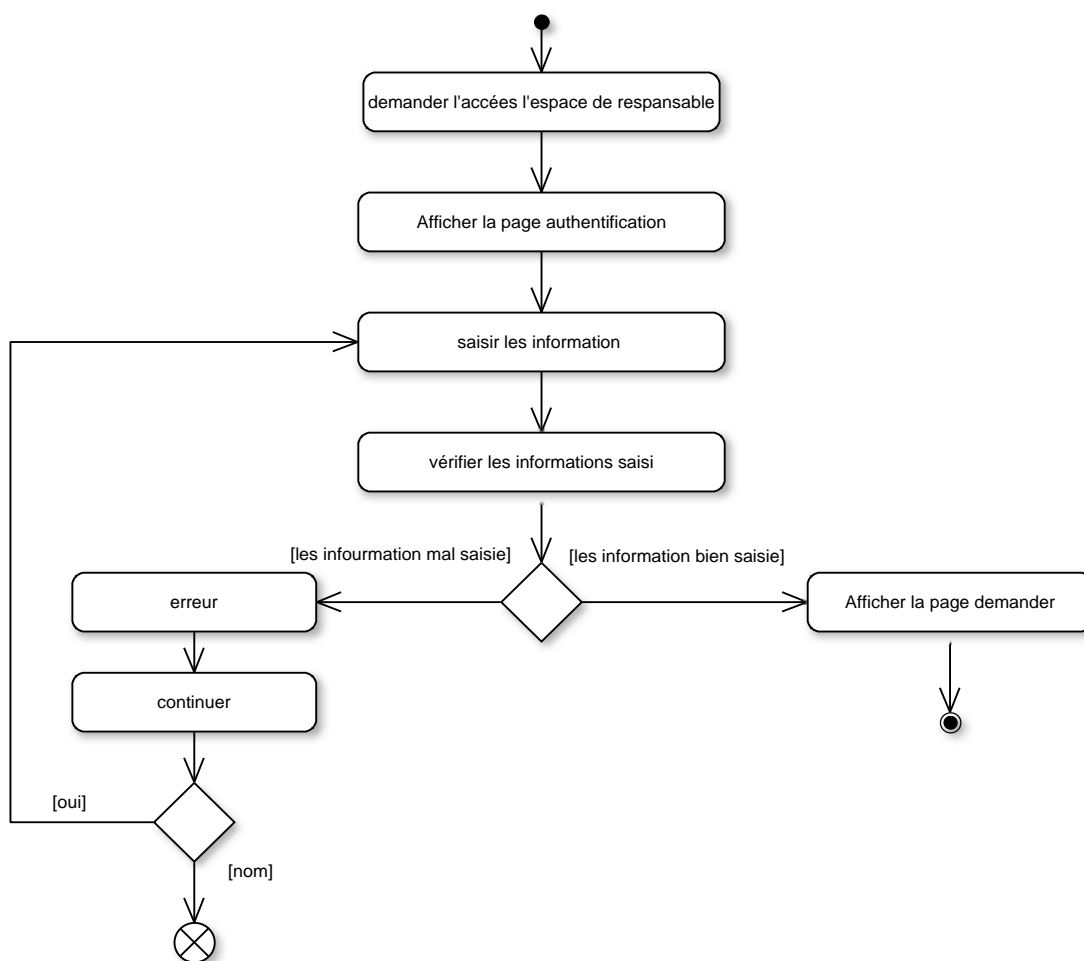 demander l'accées l'espace de respansable
Afficher la page authentification
saisir les information
vérifier les informations saisi
[les infourmation mal saisie]
[les information bien saisie]
erreur
Afficher la page demander
continuer
[oui]
[nom]